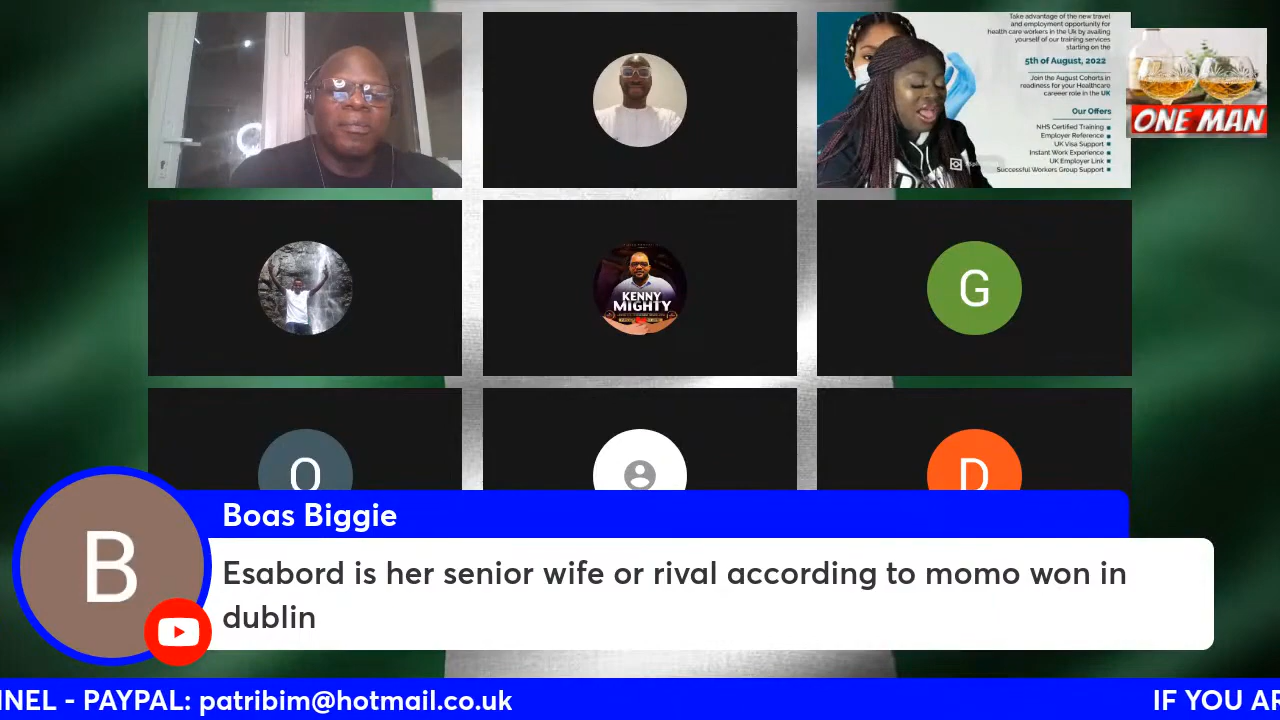 Take advantage of the new travel
and employment opportunity for
health care workers in the Uk by availing
yourself of our training services
starting on the
5th of August, 2022
Join the August Cohorts in
readiness for your Healthcare
career role in the UK
Our Offers
NHS Certified Training
Employer Reference
UK Visa Support
Instant Work Experience
UK Employer Link
Successful Workers Group Support
ONE MAN
KENNY
MIGHTY
G
O
D
B
Boas Biggie
Esabord is her senior wife or rival according to momo won in
dublin
NNEL - PAYPAL: patribim@hotmail.co.uk
IF YOU AR